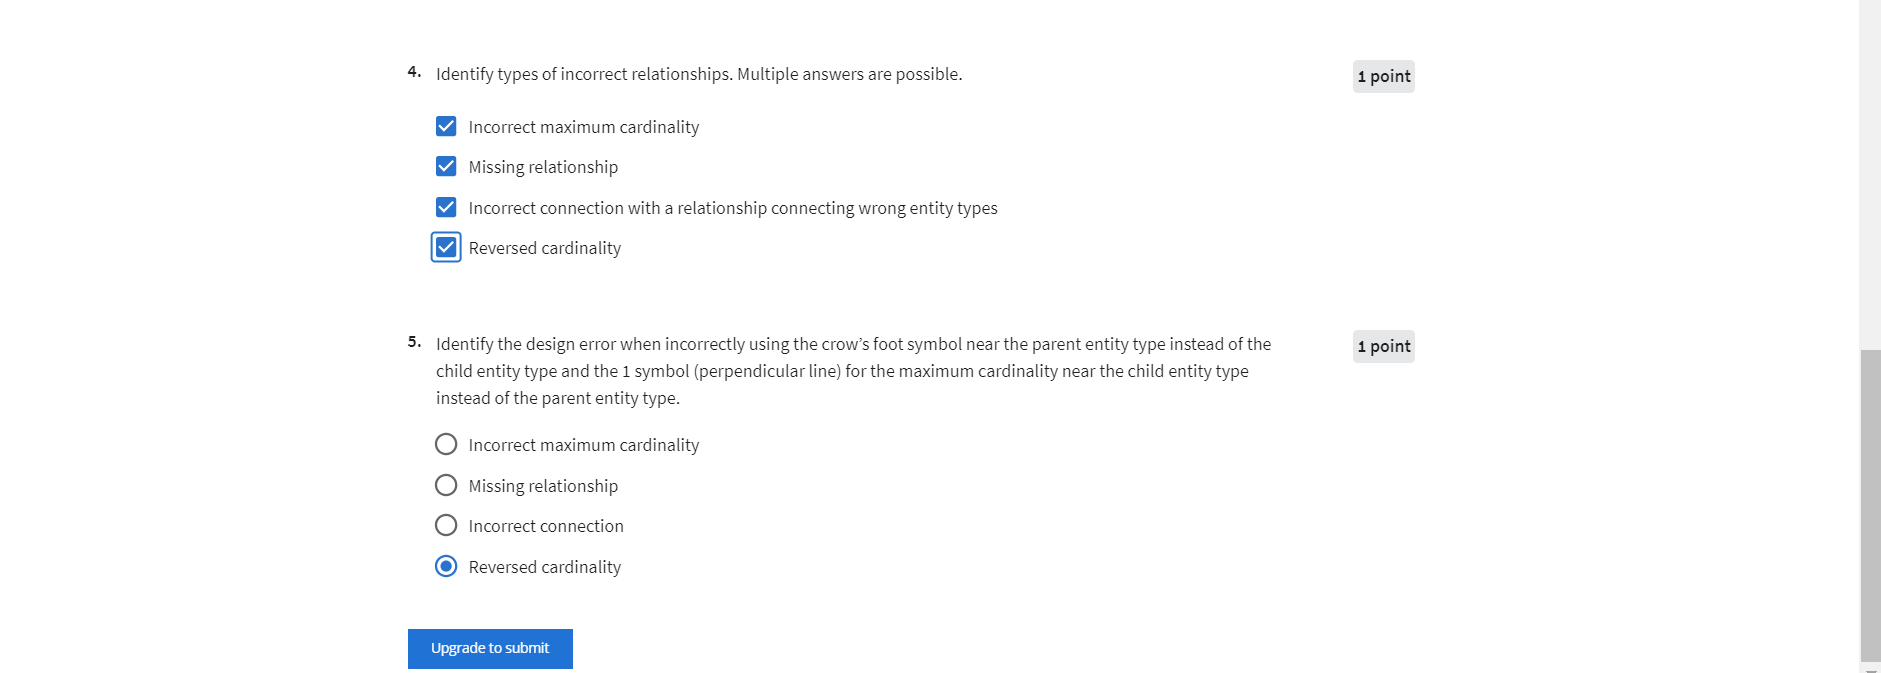 4. Identify types of incorrect relationships. Multiple answers are possible.
1 point
Incorrect maximum cardinality
Missing relationship
Incorrect connection with a relationship connecting wrong entity types
Reversed cardinality
5. Identify the design error when incorrectly using the crow’s foot symbol near the parent entity type instead of the
1 point
child entity type and the 1 symbol (perpendicular line) for the maximum cardinality near the child entity type
instead of the parent entity type.
Incorrect maximum cardinality
Missing relationship
Incorrect connection
Reversed cardinality
Upgrade to submit